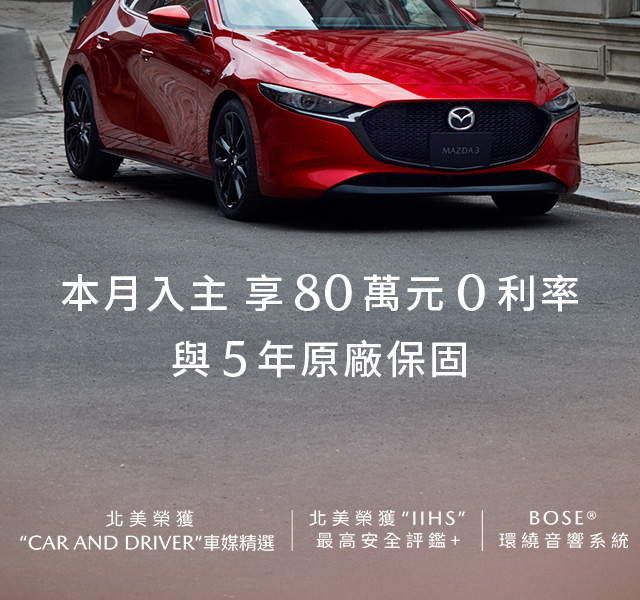 MAZDA3
本月入主 享80萬元0利率
與5年原廠保固
北美榮獲
“CAR AND DRIVER”車媒精選
北美榮獲“IIHS”
最高安全評鑑+
BOSE®
環繞音響系統